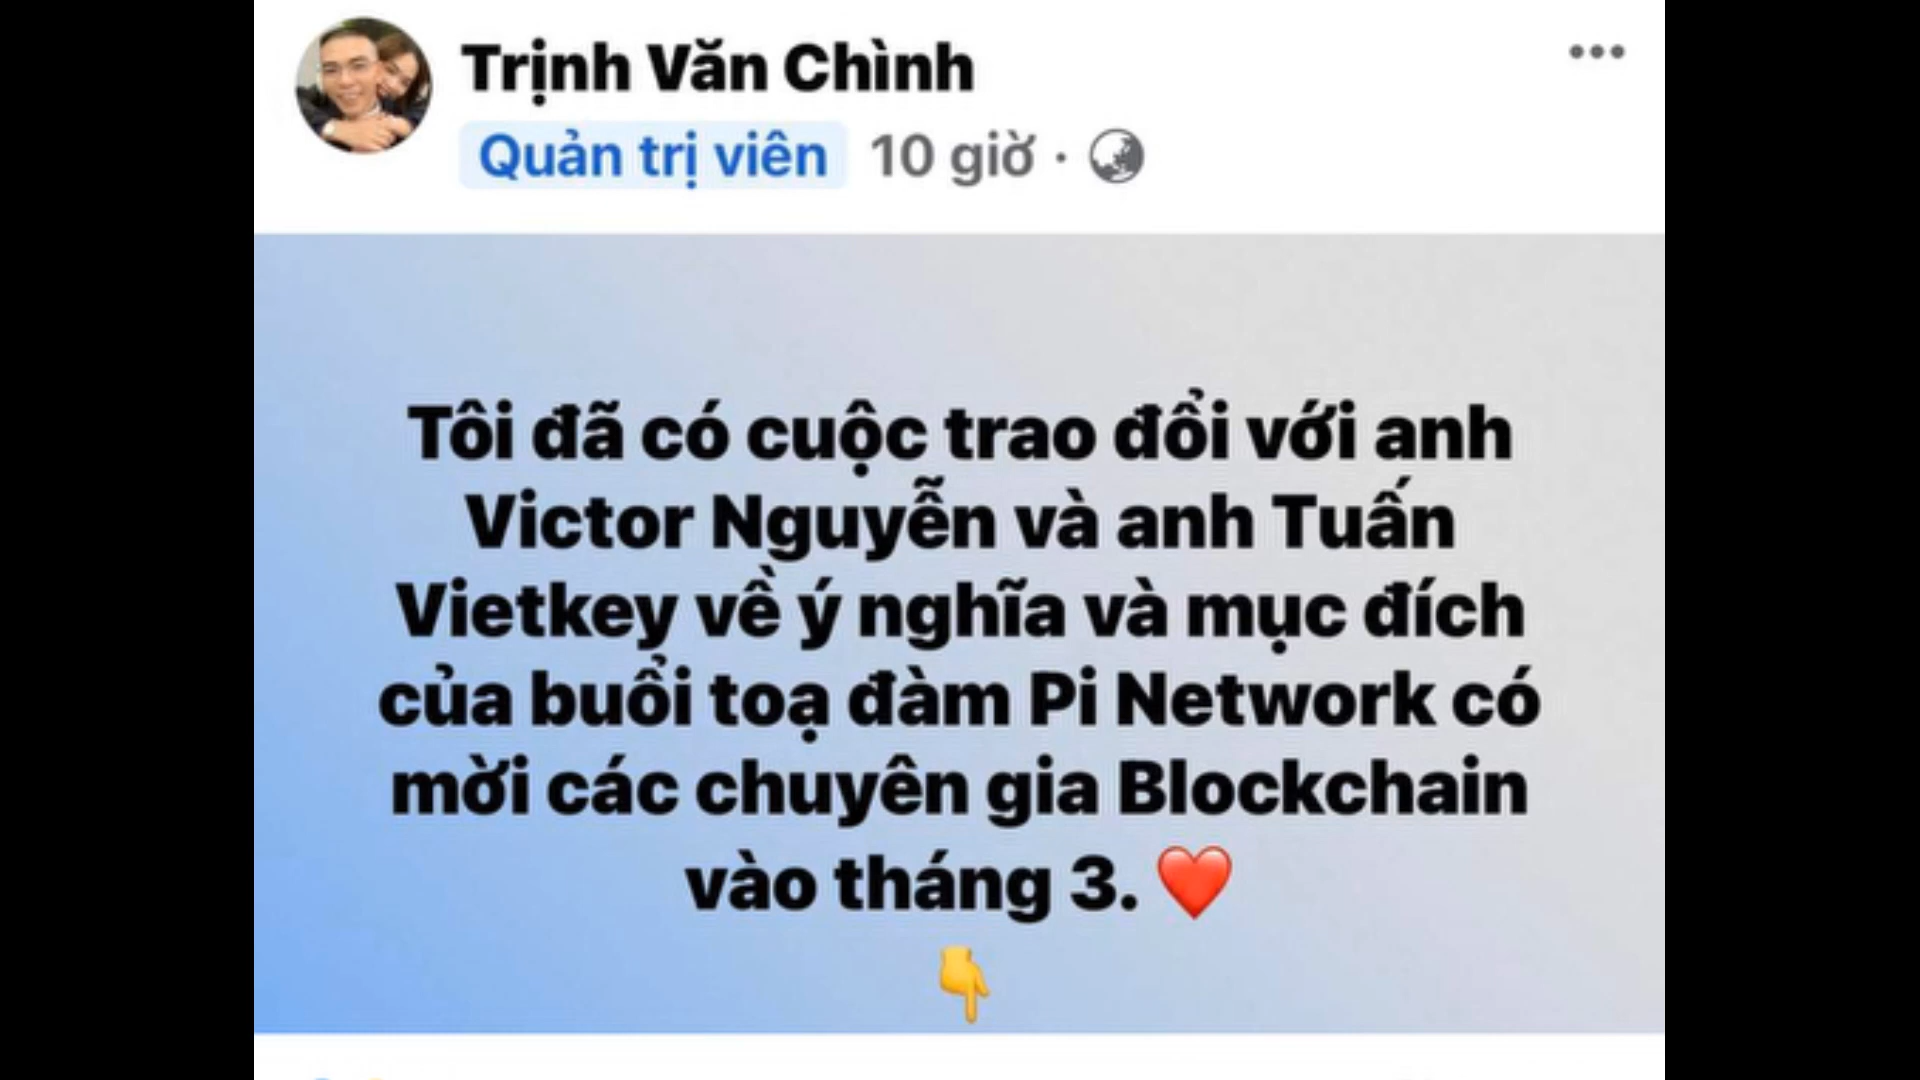 Trịnh Văn Chình
Quản trị viên 10 giờ ·
Tôi đã có cuộc trao đổi với anh
Victor Nguyễn và anh Tuấn
Vietkey về ý nghĩa và mục đích
của buổi toạ đàm Pi Network có
mời các chuyên gia Blockchain
vào tháng 3. ❤️
👇